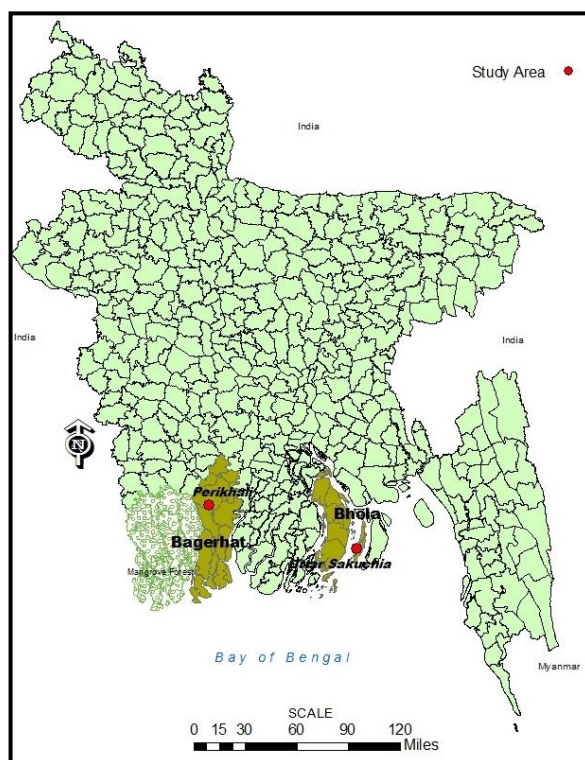 Study Area
India
India
India
N
Perikhali
Bhola
Bagerhat
Uttar Sakuchia
Mangrove Forest
Bay of Bengal
Myanmar
SCALE
0 15 30 60 90 120
Miles